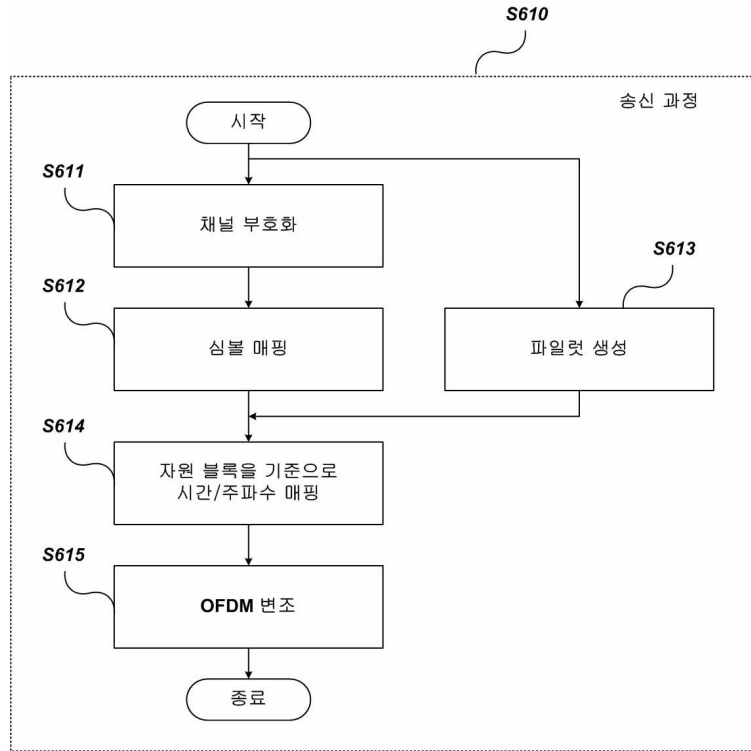 S610
송신 과정
시작
S611
채널 부호화
S613
S612
심볼 매핑
파일럿 생성
S614
자원 블록을 기준으로
시간/주파수 매핑
S615
OFDM 변조
종료